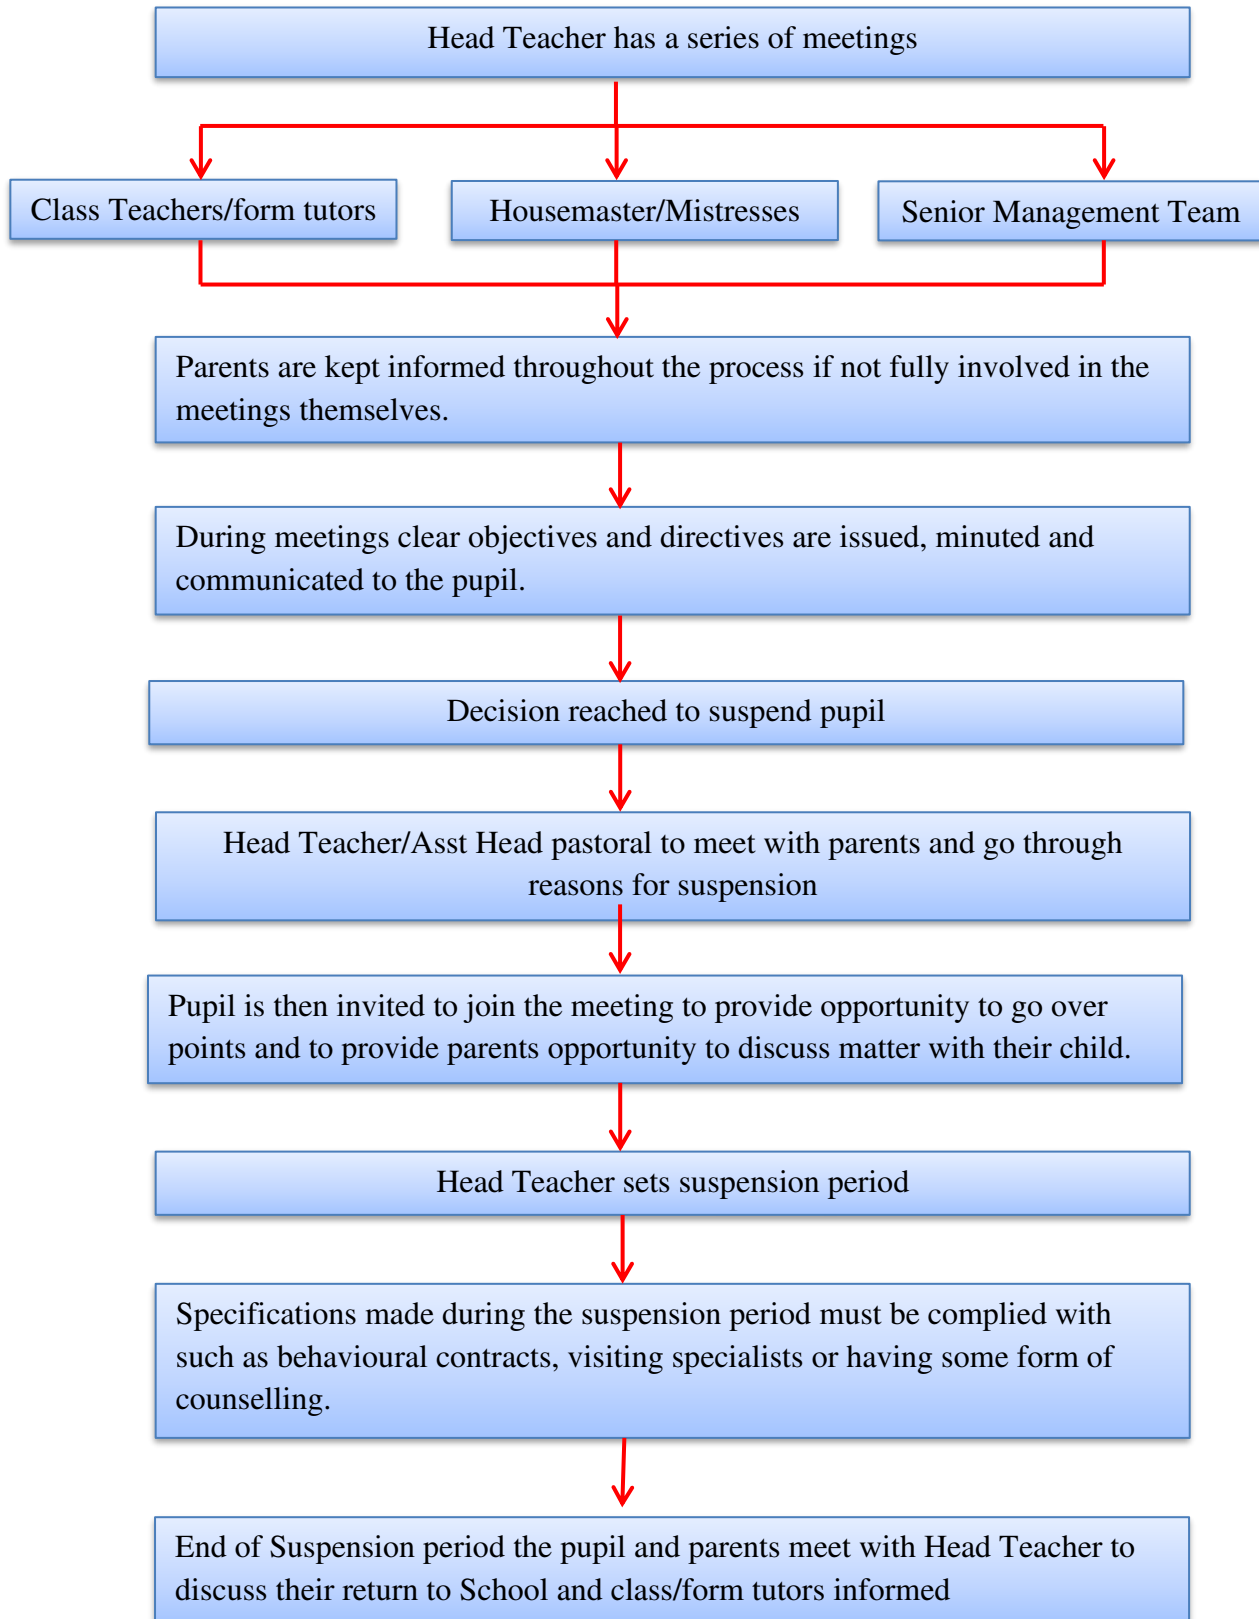 Head Teacher has a series of meetings
Class Teachers/form tutors
Housemaster/Mistresses
Senior Management Team
Parents are kept informed throughout the process if not fully involved in the
meetings themselves.
During meetings clear objectives and directives are issued, minuted and
communicated to the pupil.
Decision reached to suspend pupil
Head Teacher/Asst Head pastoral to meet with parents and go through
reasons for suspension
Pupil is then invited to join the meeting to provide opportunity to go over
points and to provide parents opportunity to discuss matter with their child.
Head Teacher sets suspension period
Specifications made during the suspension period must be complied with
such as behavioural contracts, visiting specialists or having some form of
counselling.
End of Suspension period the pupil and parents meet with Head Teacher to
discuss their return to School and class/form tutors informed